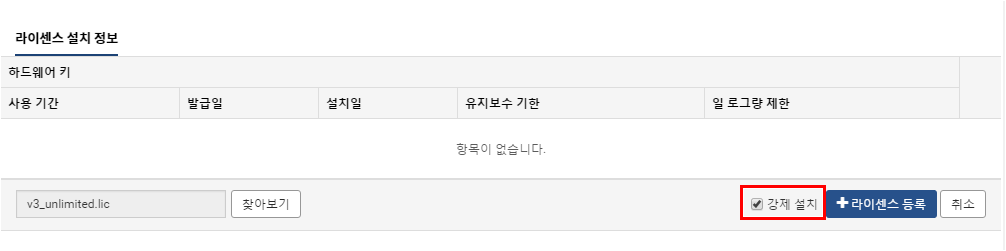 라이센스 설치 정보
하드웨어 키
사용 기간 발급일 설치일 유지보수 기한 일 로그량 제한
항목이 없습니다.
v3_unlimited.lic 찾아보기 강제 설치 라이센스 등록 취소